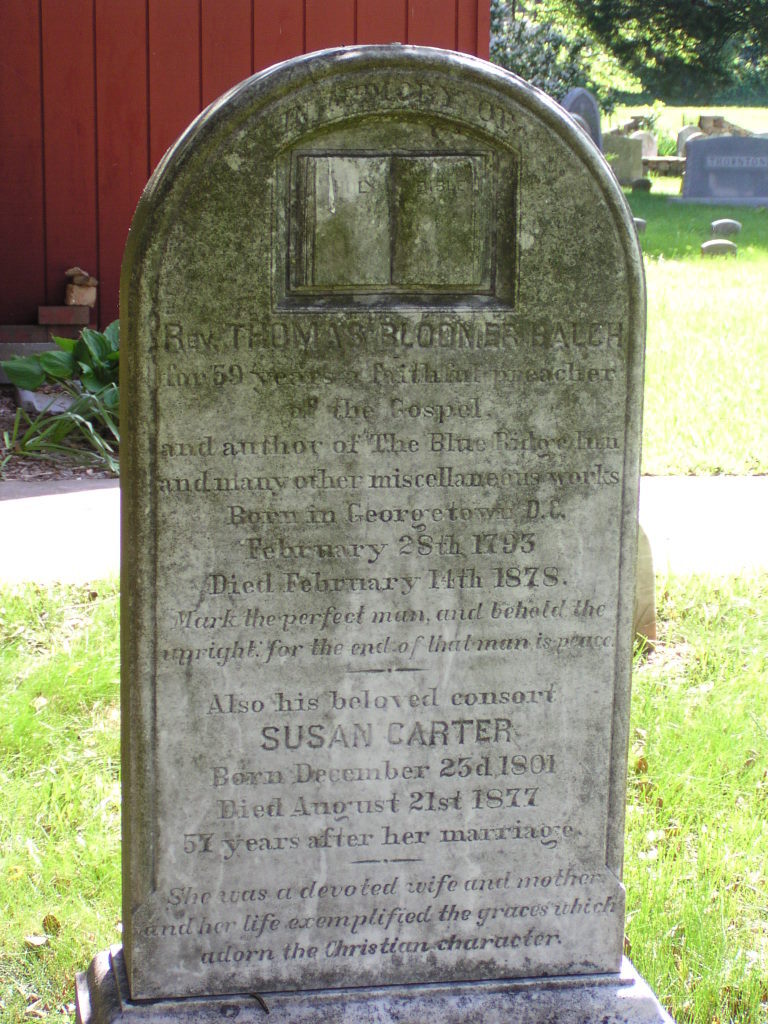 IN MEMORY OF
HOLY BIBLE
REV. THOMAS BLOOMER BALCH
for 59 years a faithful preacher
of the Gospel.
and author of "The Blue Ridge Inn
and many other miscellaneous works
Born in Georgetown D.C.
February 28th 1793
Died February 14th 1878.
"Mark the perfect man, and behold the
upright: for the end of that man is peace.
Also his beloved consort
SUSAN CARTER
Born December 23d 1801
Died August 21st 1877
57 years after her marriage
She was a devoted wife and mother
and her life exemplified the graces which
adorn the Christian character.
THORNTON